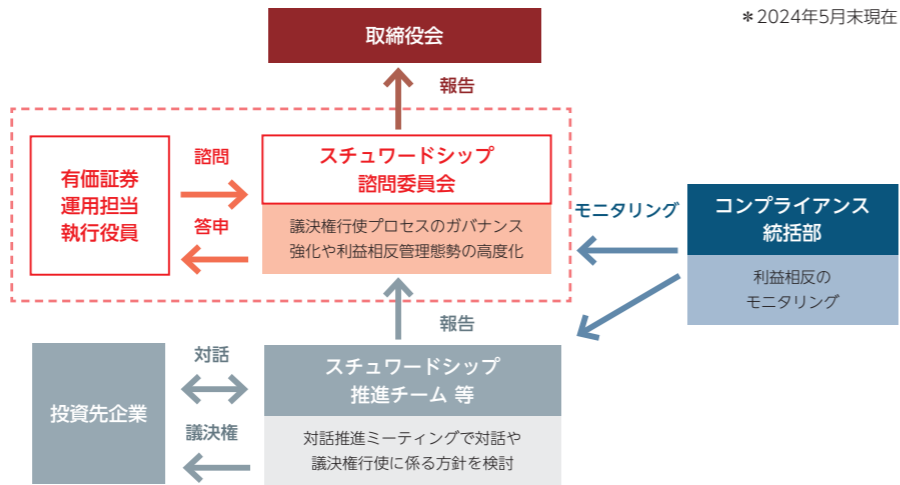 ＊2024年5月末現在
取締役会
報告
有価証券
運用担当
執行役員
諮問
答申
スチュワードシップ
諮問委員会
議決権行使プロセスのガバナンス
強化や利益相反管理態勢の高度化
モニタリング
コンプライアンス
統括部
利益相反の
モニタリング
報告
投資先企業
対話
議決権
スチュワードシップ
推進チーム 等
対話推進ミーティングで対話や
議決権行使に係る方針を検討